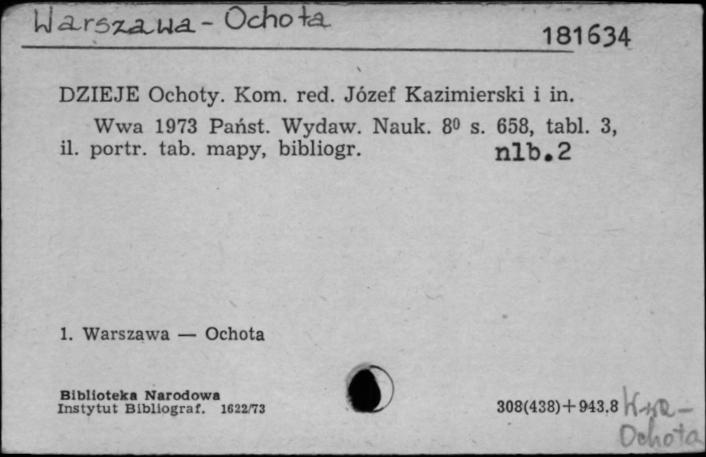 Warszawa - Ochota
181634
DZIEJE Ochoty. Kom. red. Józef Kazimierski i in.
Wwa 1973 Państ. Wydaw. Nauk. 8⁰ s. 658, tabl. 3,
il. portr. tab. mapy, bibliogr. nlb.2
1. Warszawa — Ochota
Biblioteka Narodowa
Instytut Bibliograf. 1622/73
308(438)+943.8 W-wa -
Ochota